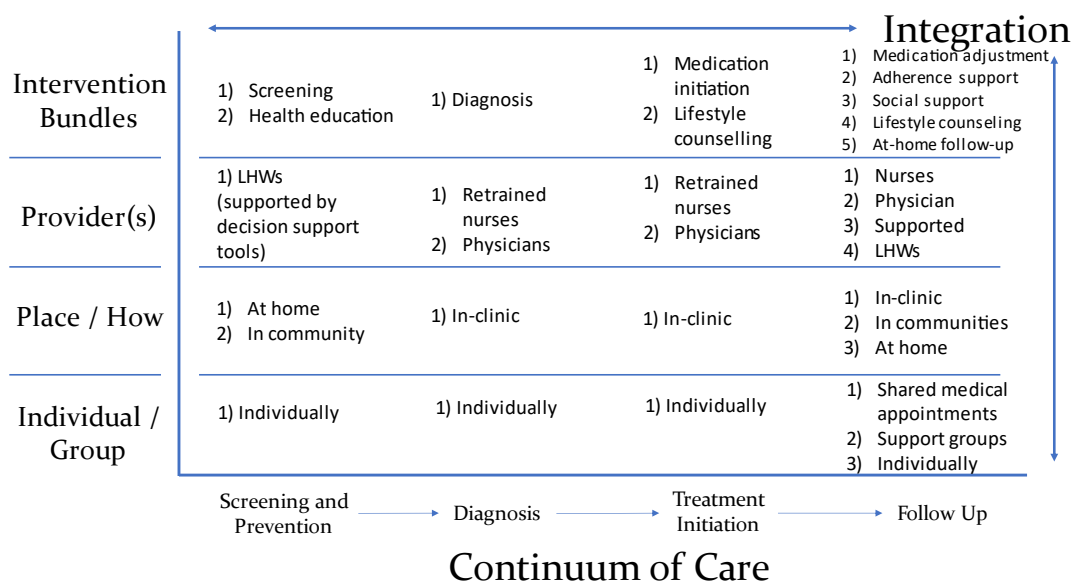 Integration
Intervention
Bundles
1) Screening
2) Health education
1) Diagnosis
1) Medication
initiation
2) Lifestyle
counselling
1) Medication adjustment
2) Adherence support
3) Social support
4) Lifestyle counseling
5) At-home follow-up
Provider(s)
1) LHWs
(supported by
decision support
tools)
1) Retrained
nurses
2) Physicians
1) Retrained
nurses
2) Physicians
1) Nurses
2) Physician
3) Supported
4) LHWs
Place / How
1) At home
2) In community
1) In-clinic
1) In-clinic
1) In-clinic
2) In communities
3) At home
Individual /
Group
1) Individually
1) Individually
1) Individually
1) Shared medical
appointments
2) Support groups
3) Individually
Screening and
Prevention
Diagnosis
Treatment
Initiation
Follow Up
Continuum of Care